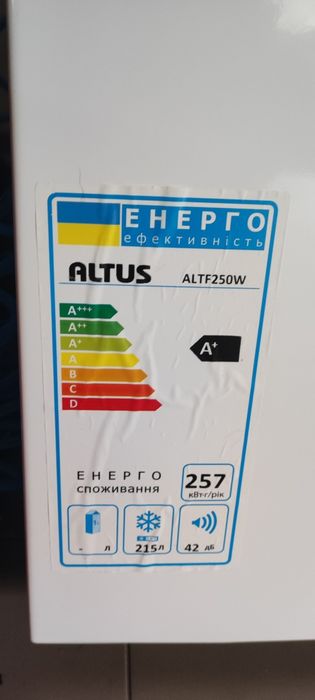 ЕНЕРГО
ефективність
ALTUS ALTF250W
A+++
A++
A+
A
B
C
D
A+
ЕНЕРГО
споживання
257
кВт·г/рік
- л
215л
42 дб